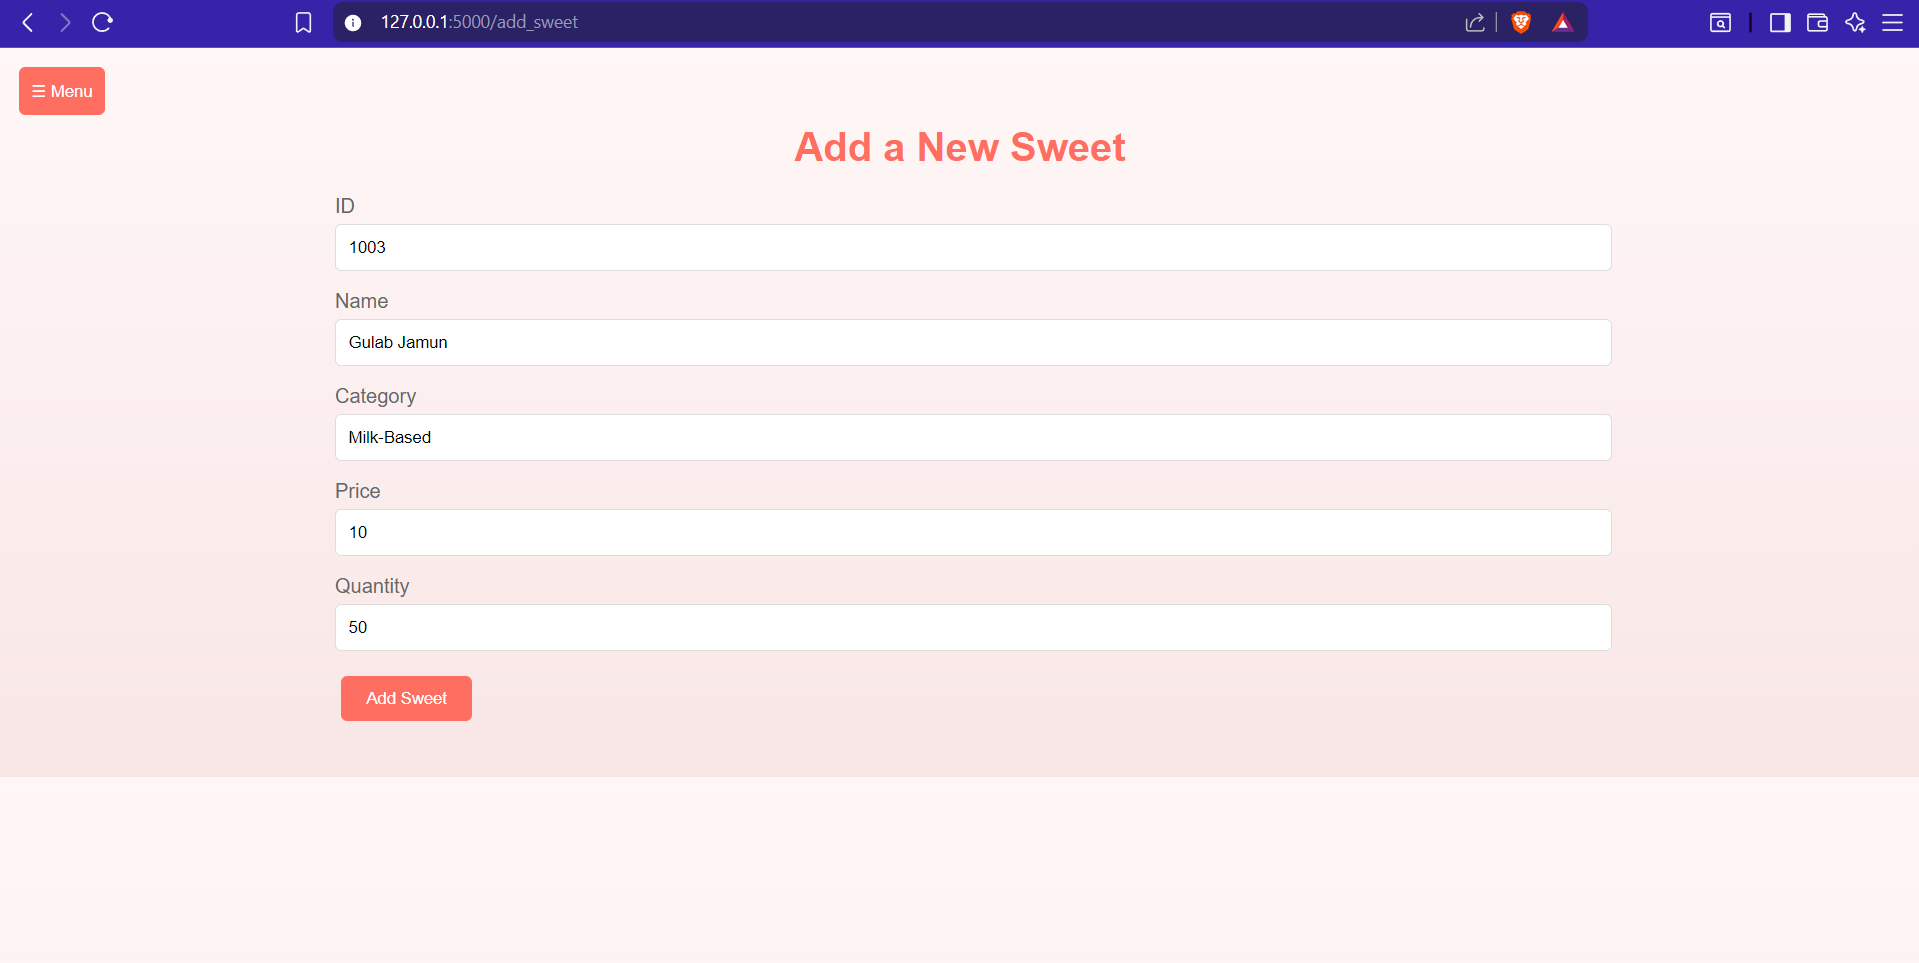 127.0.0.1:5000/add_sweet
☰ Menu
Add a New Sweet
ID
1003
Name
Gulab Jamun
Category
Milk-Based
Price
10
Quantity
50
Add Sweet